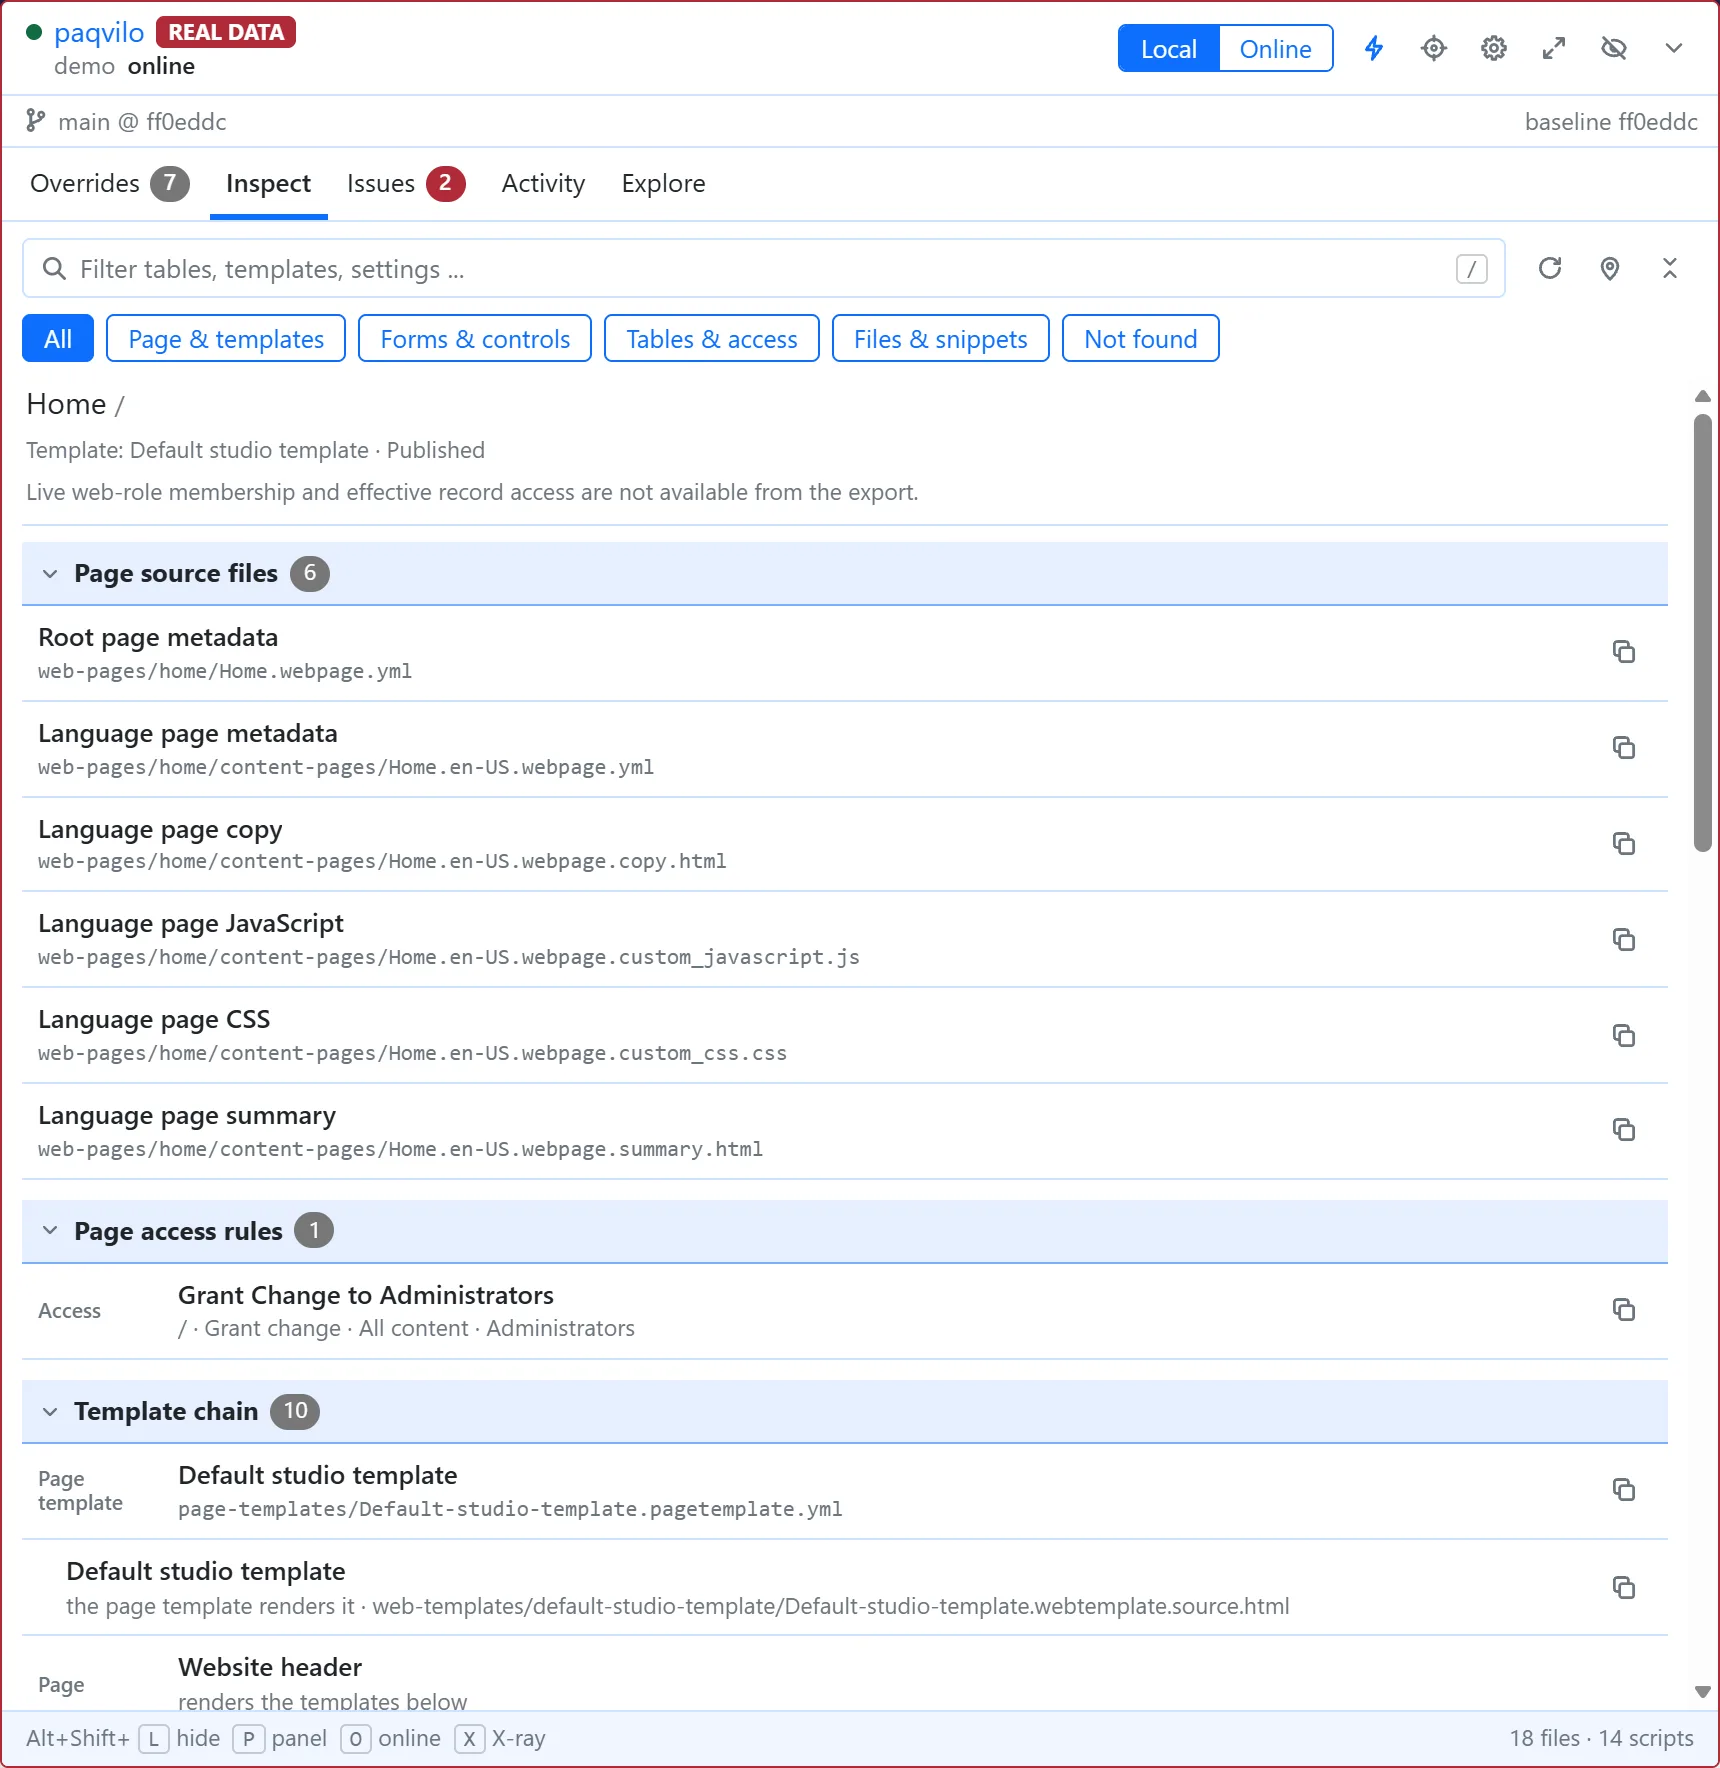 paqvilo REAL DATA
demo online
Local Online
main @ ff0eddc
baseline ff0eddc
Overrides 7 Inspect Issues 2 Activity Explore
Filter tables, templates, settings ... /
All Page & templates Forms & controls Tables & access Files & snippets Not found
Home /
Template: Default studio template · Published
Live web-role membership and effective record access are not available from the export.
Page source files 6
Root page metadata
web-pages/home/Home.webpage.yml
Language page metadata
web-pages/home/content-pages/Home.en-US.webpage.yml
Language page copy
web-pages/home/content-pages/Home.en-US.webpage.copy.html
Language page JavaScript
web-pages/home/content-pages/Home.en-US.webpage.custom_javascript.js
Language page CSS
web-pages/home/content-pages/Home.en-US.webpage.custom_css.css
Language page summary
web-pages/home/content-pages/Home.en-US.webpage.summary.html
Page access rules 1
Access
Grant Change to Administrators
/ · Grant change · All content · Administrators
Template chain 10
Page template
Default studio template
page-templates/Default-studio-template.pagetemplate.yml
Default studio template
the page template renders it · web-templates/default-studio-template/Default-studio-template.webtemplate.source.html
Page
Website header
renders the templates below
Alt+Shift+ L hide P panel O online X X-ray
18 files · 14 scripts